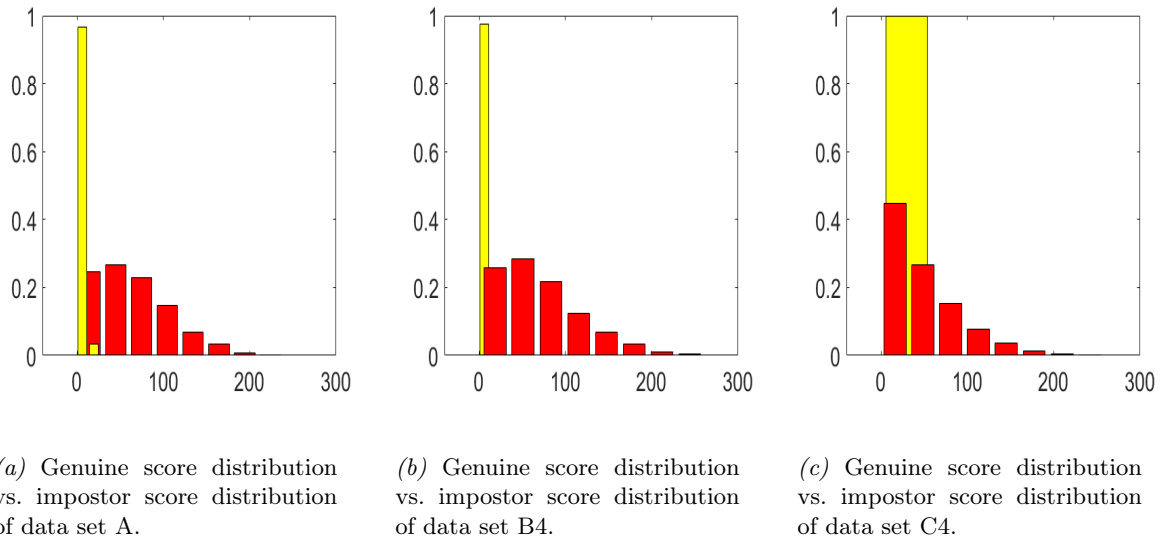 1
0.8
0.6
0.4
0.2
0
0 100 200 300
1
0.8
0.6
0.4
0.2
0
0 100 200 300
1
0.8
0.6
0.4
0.2
0
0 100 200 300
(a) Genuine score distribution
vs. impostor score distribution
of data set A.
(b) Genuine score distribution
vs. impostor score distribution
of data set B4.
(c) Genuine score distribution
vs. impostor score distribution
of data set C4.